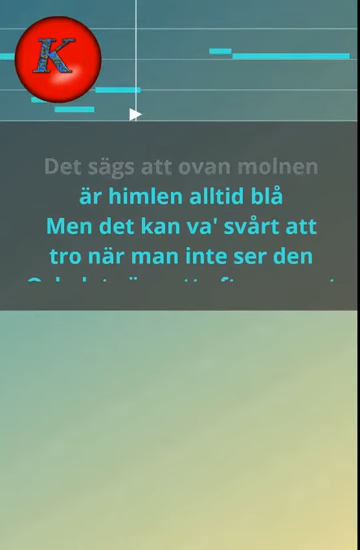 K
Det sägs att ovan molnen
är himlen alltid blå
Men det kan va' svårt att
tro när man inte ser den